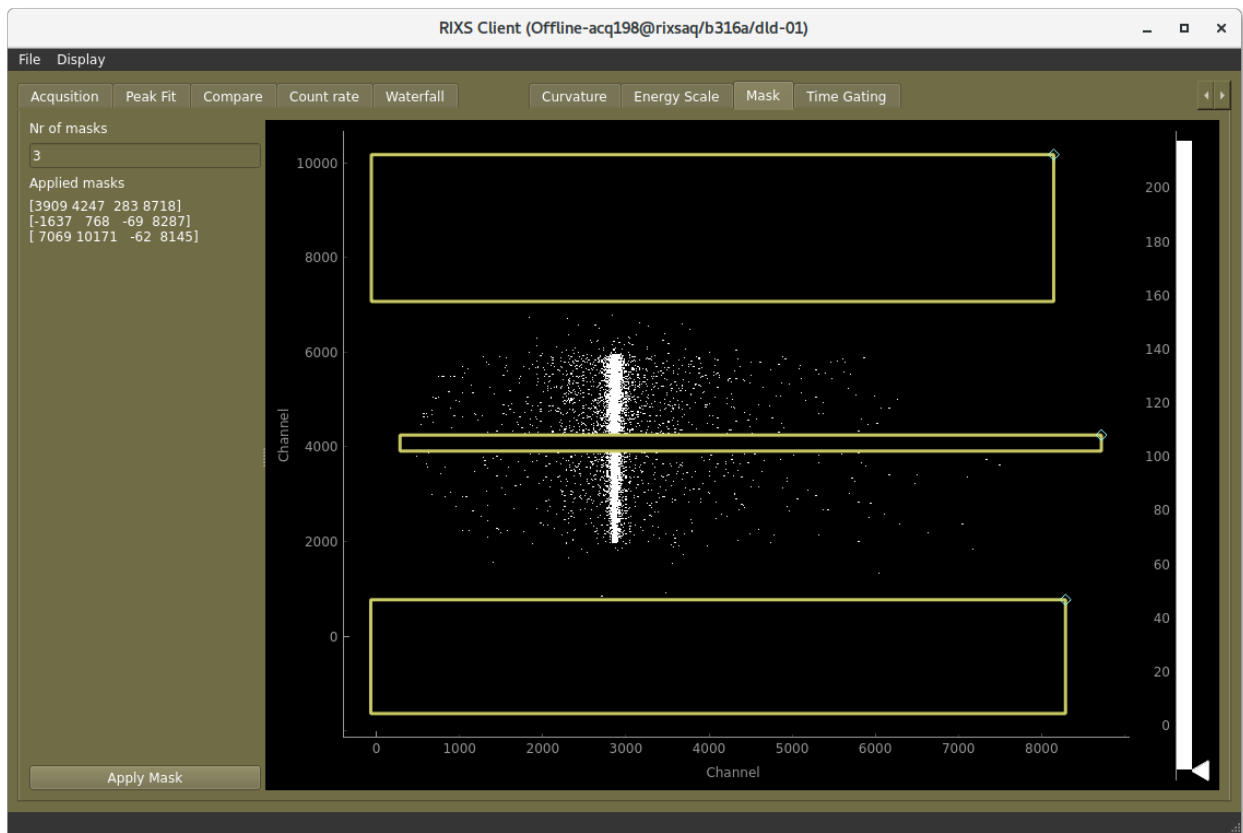 RIXS Client (Offline-acq198@rixsaq/b316a/dld-01)
File Display
Acqusition Peak Fit Compare Count rate Waterfall Curvature Energy Scale Mask Time Gating
Nr of masks
3
Applied masks
[3909 4247 283 8718]
[-1637 768 -69 8287]
[ 7069 10171 -62 8145]
Apply Mask
10000
8000
6000
4000
2000
0
Channel
0 1000 2000 3000 4000 5000 6000 7000 8000
Channel
200
180
160
140
120
100
80
60
40
20
0